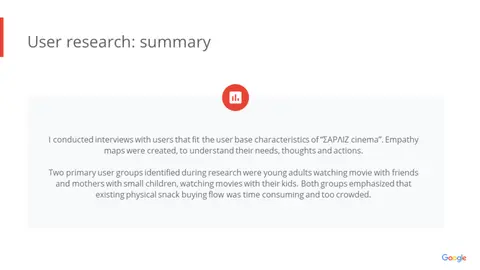 User research: summary
I conducted interviews with users that fit the user base characteristics of “ΣΑΡΛΙΖ cinema”. Empathy
maps were created, to understand their needs, thoughts and actions.
Two primary user groups identified during research were young adults watching movie with friends
and mothers with small children, watching movies with their kids. Both groups emphasized that
existing physical snack buying flow was time consuming and too crowded.
Google